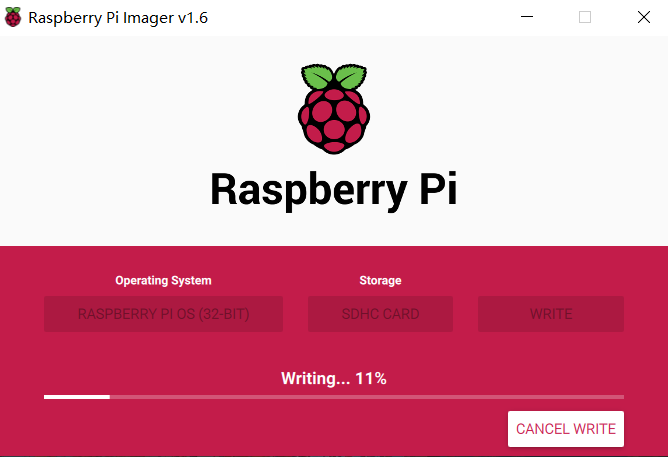 Raspberry Pi Imager v1.6
Raspberry Pi
Operating System
Storage
RASPBERRY PI OS (32-BIT)
SDHC CARD
WRITE
Writing... 11%
CANCEL WRITE